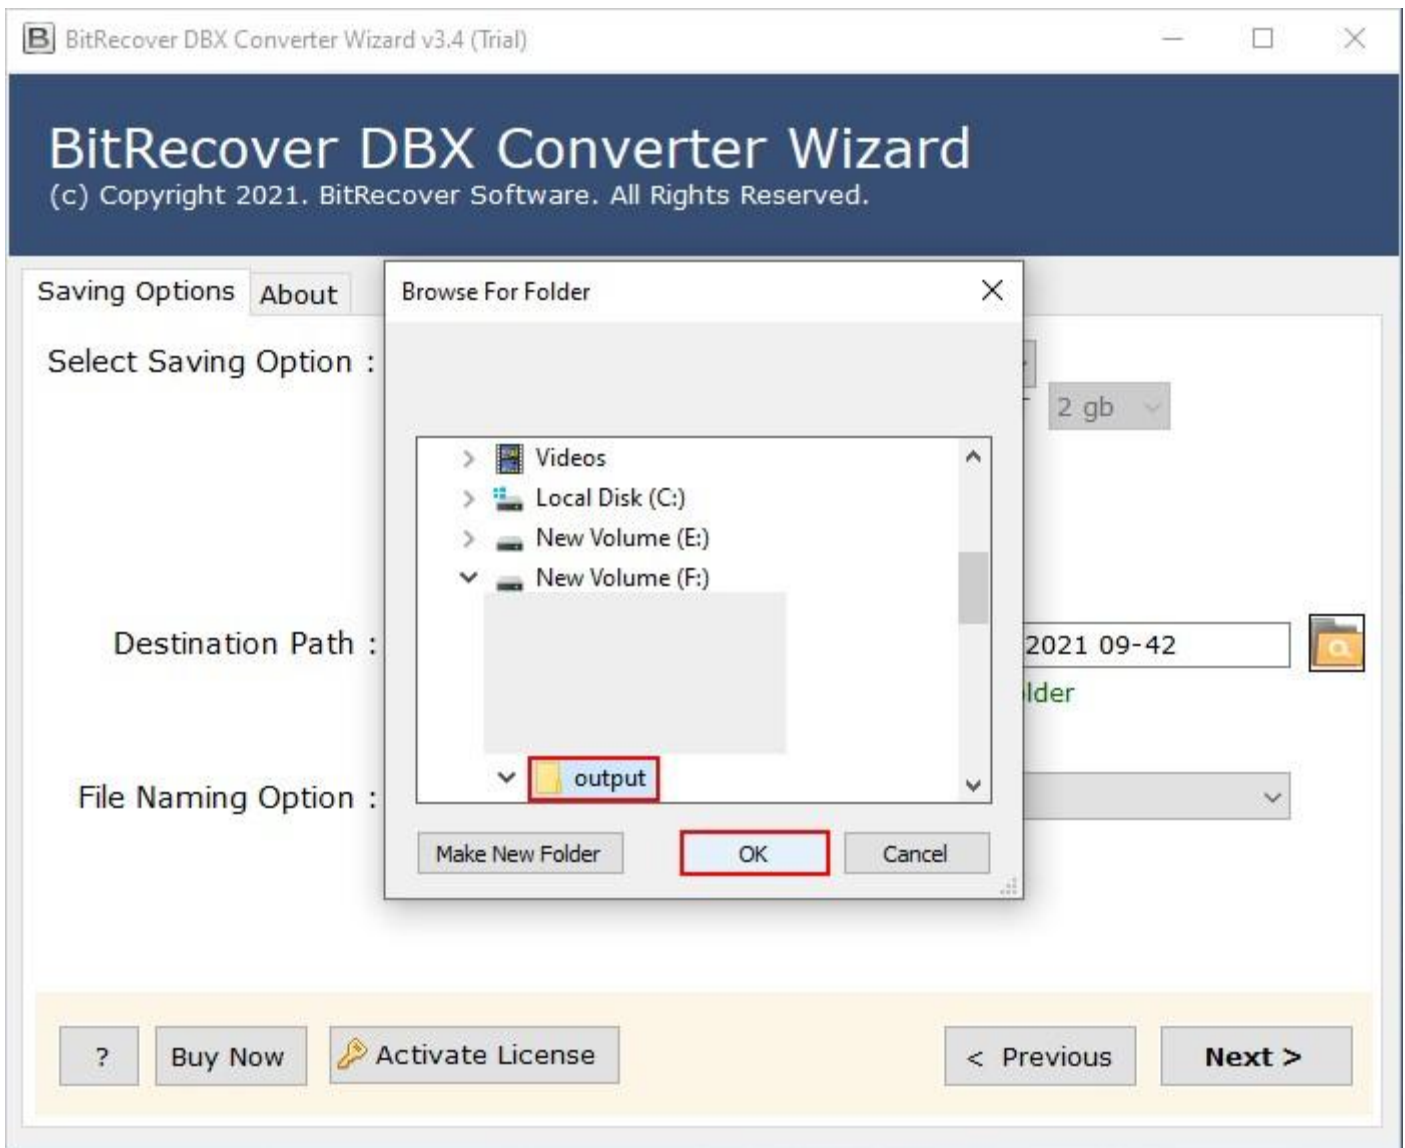 BitRecover DBX Converter Wizard v3.4 (Trial)
BitRecover DBX Converter Wizard
(c) Copyright 2021. BitRecover Software. All Rights Reserved.
Saving Options
About
Select Saving Option :
2 gb
Destination Path :
2021 09-42
File Naming Option :
Browse For Folder
Videos
Local Disk (C:)
New Volume (E:)
New Volume (F:)
output
Make New Folder
OK
Cancel
?
Buy Now
Activate License
< Previous
Next >